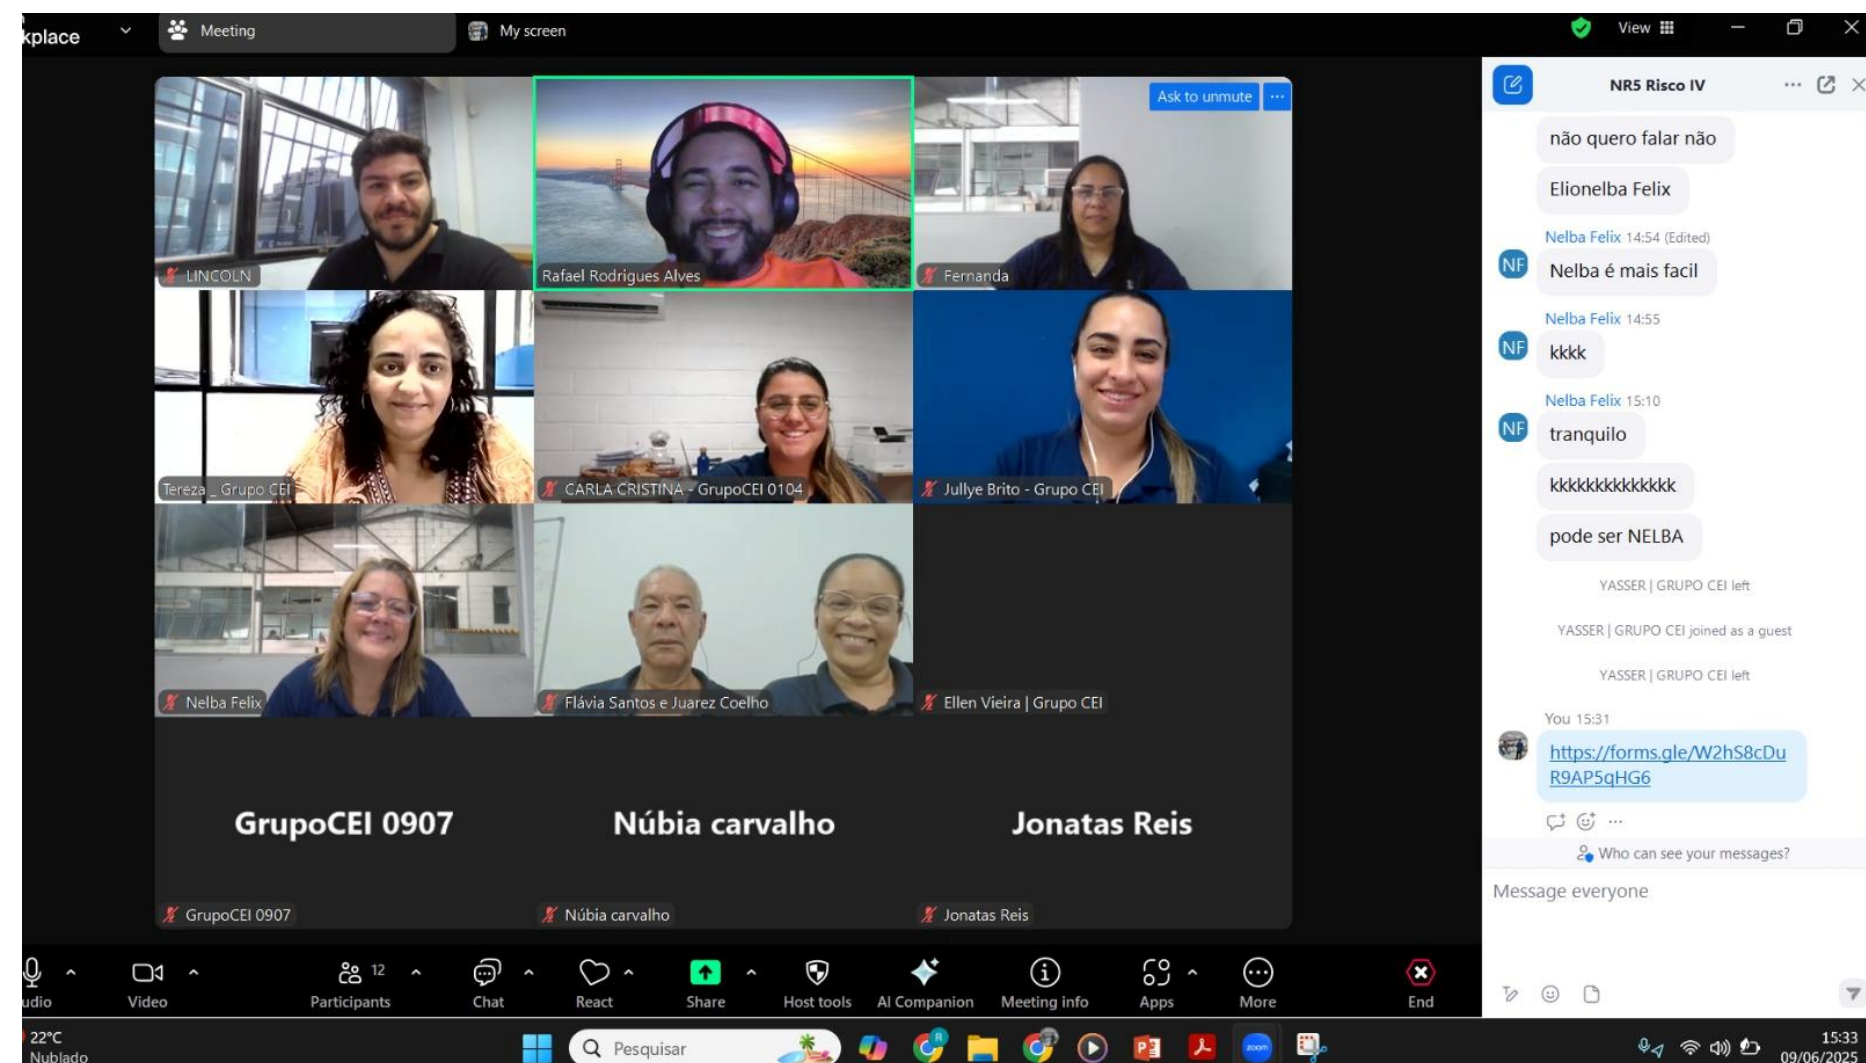 kplace
Meeting
My screen
View
Ask to unmute
LINCOLN
Rafael Rodrigues Alves
Fernanda
Tereza _ Grupo CEI
CARLA CRISTINA - GrupoCEI 0104
Jullye Brito - Grupo CEI
Nelba Felix
Flávia Santos e Juarez Coelho
Ellen Vieira | Grupo CEI
GrupoCEI 0907
Núbia carvalho
Jonatas Reis
GrupoCEI 0907
Núbia carvalho
Jonatas Reis
NR5 Risco IV
não quero falar não
Elionelba Felix
Nelba Felix 14:54 (Edited)
NF
Nelba é mais facil
Nelba Felix 14:55
NF
kkkk
Nelba Felix 15:10
NF
tranquilo
kkkkkkkkkkkkkk
pode ser NELBA
YASSER | GRUPO CEI left
YASSER | GRUPO CEI joined as a guest
YASSER | GRUPO CEI left
You 15:31
https://forms.gle/W2hS8cDu
R9AP5qHG6
Who can see your messages?
Message everyone
udio
Video
12
Participants
Chat
React
Share
Host tools
AI Companion
Meeting info
Apps
More
End
22°C
Nublado
Pesquisar
zoom
15:33
09/06/2025